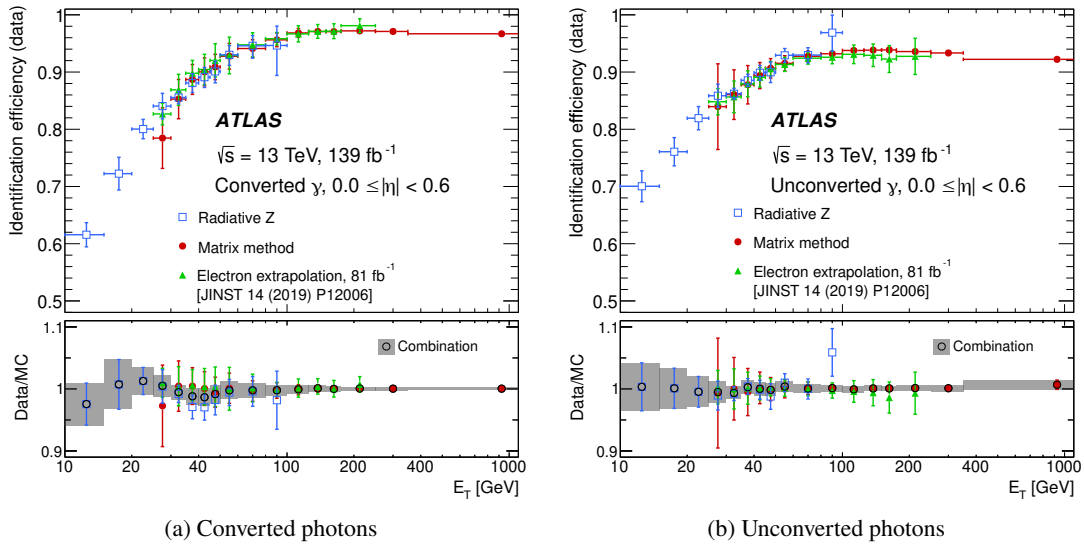 Identification efficiency (data)
1
0.9
0.8
0.7
0.6
0.5
ATLAS
√s = 13 TeV, 139 fb⁻¹
Converted γ, 0.0 ≤|η| < 0.6
Radiative Z
Matrix method
Electron extrapolation, 81 fb⁻¹
[JINST 14 (2019) P12006]
Data/MC
1.1
1
0.9
Combination
10 20 30 40 100 200 1000
E_T [GeV]
(a) Converted photons
Identification efficiency (data)
1
0.9
0.8
0.7
0.6
0.5
ATLAS
√s = 13 TeV, 139 fb⁻¹
Unconverted γ, 0.0 ≤|η| < 0.6
Radiative Z
Matrix method
Electron extrapolation, 81 fb⁻¹
[JINST 14 (2019) P12006]
Data/MC
1.1
1
0.9
Combination
10 20 30 40 100 200 1000
E_T [GeV]
(b) Unconverted photons